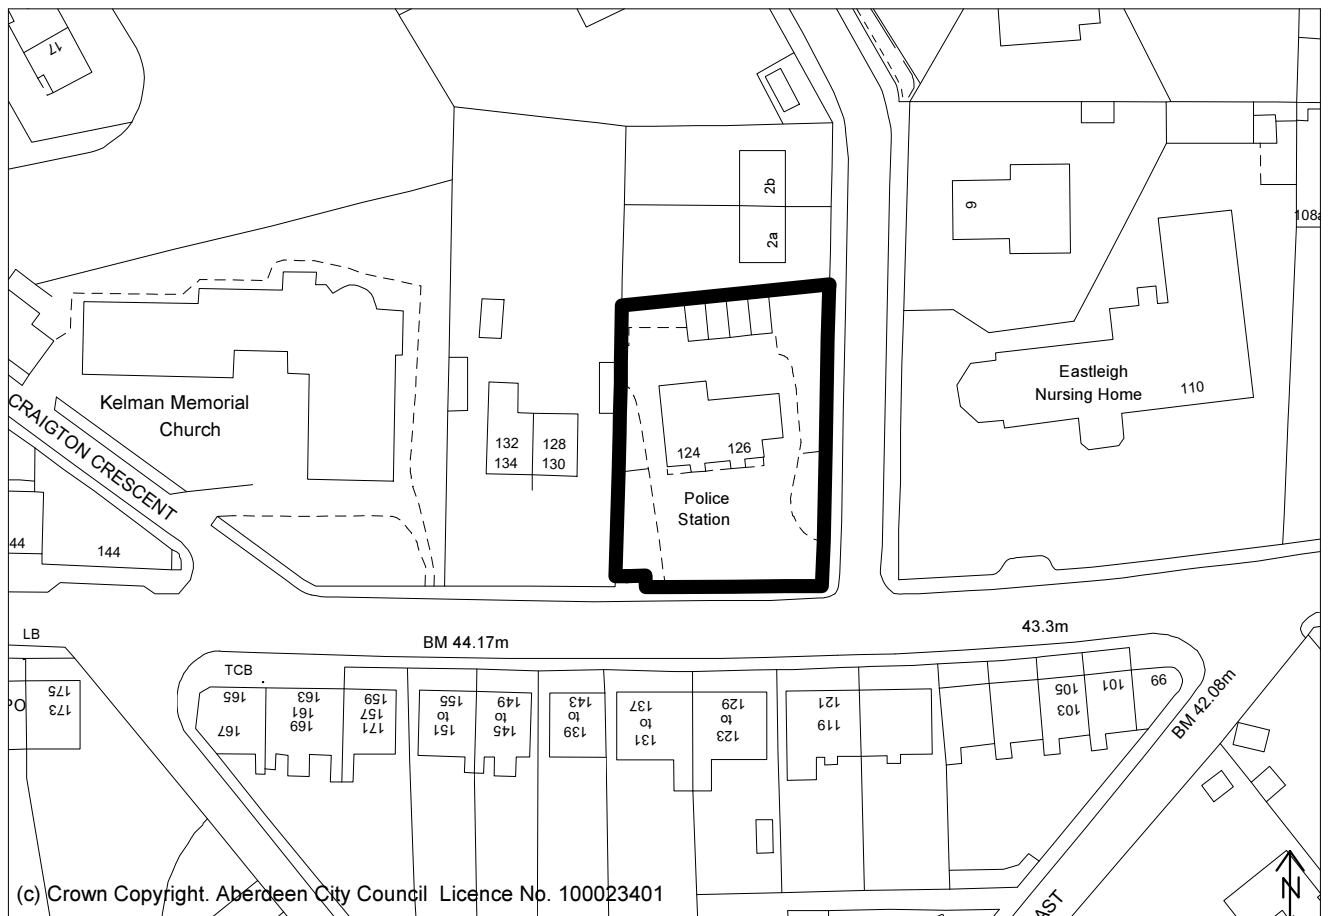 17
2b
2a
9
108a
Kelman Memorial
Church
CRAIGTON CRESCENT
132
128
134
130
124
126
Police
Station
Eastleigh
Nursing Home
110
44
144
LB
BM 44.17m
43.3m
TCB
BM 42.08m
PO
175
173
165
167
163
161
169
159
157
171
155
to
151
149
to
145
143
to
139
137
to
131
129
to
123
121
119
105
103
101
99
AST
N
(c) Crown Copyright. Aberdeen City Council Licence No. 100023401